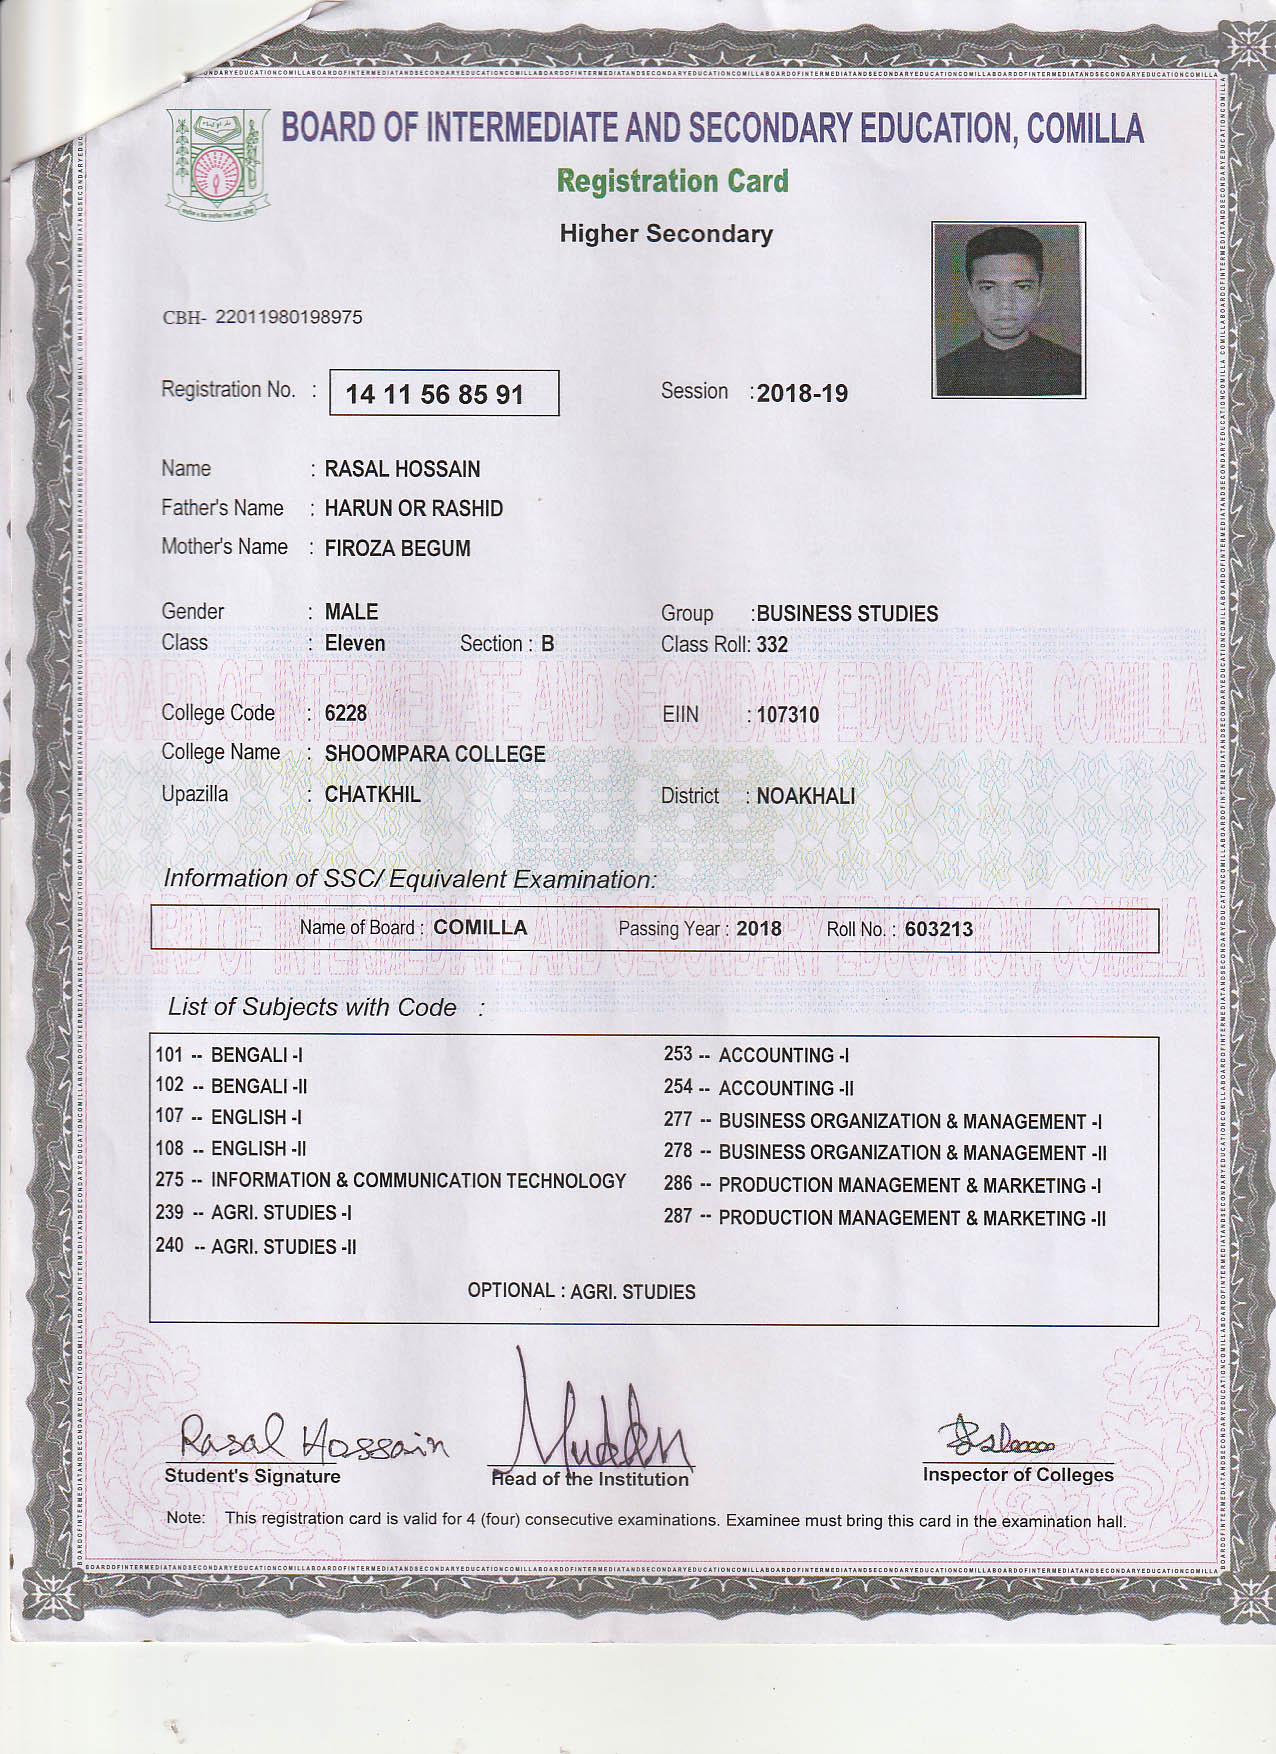 BOARD OF INTERMEDIATE AND SECONDARY EDUCATION, COMILLA
Registration Card
Higher Secondary
CBH- 22011980198975
Registration No. : 14 11 56 85 91 Session :2018-19
Name : RASAL HOSSAIN
Father's Name : HARUN OR RASHID
Mother's Name : FIROZA BEGUM
Gender : MALE Group :BUSINESS STUDIES
Class : Eleven Section : B Class Roll: 332
BOARD OF INTERMEDIATE AND SECONDARY EDUCATION, COMILLA
College Code : 6228 EIIN : 107310
College Name : SHOOMPARA COLLEGE
Upazilla : CHATKHIL District : NOAKHALI
Information of SSC/ Equivalent Examination:
Name of Board : COMILLA Passing Year : 2018 Roll No. : 603213
BOARD OF INTERMEDIATE AND SECONDARY EDUCATION, COMILLA
List of Subjects with Code :
101 -- BENGALI -I 253 -- ACCOUNTING -I
102 -- BENGALI -II 254 -- ACCOUNTING -II
107 -- ENGLISH -I 277 -- BUSINESS ORGANIZATION & MANAGEMENT -I
108 -- ENGLISH -II 278 -- BUSINESS ORGANIZATION & MANAGEMENT -II
275 -- INFORMATION & COMMUNICATION TECHNOLOGY 286 -- PRODUCTION MANAGEMENT & MARKETING -I
239 -- AGRI. STUDIES -I 287 -- PRODUCTION MANAGEMENT & MARKETING -II
240 -- AGRI. STUDIES -II
OPTIONAL : AGRI. STUDIES
Rasal Hossain
Student's Signature Head of the Institution Inspector of Colleges
Note: This registration card is valid for 4 (four) consecutive examinations. Examinee must bring this card in the examination hall.